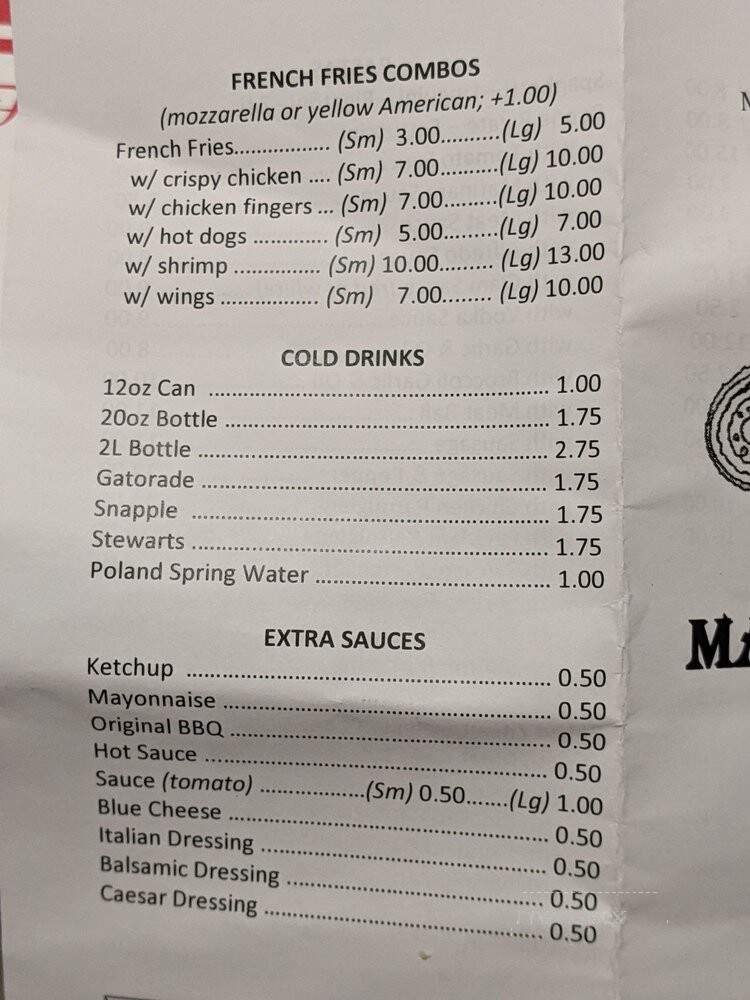 FRENCH FRIES COMBOS
(mozzarella or yellow American; +1.00)
French Fries................. (Sm) 3.00..........(Lg) 5.00
w/ crispy chicken .... (Sm) 7.00.........(Lg) 10.00
w/ chicken fingers ... (Sm) 7.00.........(Lg) 10.00
w/ hot dogs ............. (Sm) 5.00.........(Lg) 7.00
w/ shrimp ............... (Sm) 10.00......... (Lg) 13.00
w/ wings .................. (Sm) 7.00........ (Lg) 10.00
COLD DRINKS
12oz Can ........................................................ 1.00
20oz Bottle ..................................................... 1.75
2L Bottle ......................................................... 2.75
Gatorade ......................................................... 1.75
Snapple .......................................................... 1.75
Stewarts .......................................................... 1.75
Poland Spring Water ...................................... 1.00
EXTRA SAUCES
Ketchup .......................................................... 0.50
Mayonnaise ..................................................... 0.50
Original BBQ .................................................... 0.50
Hot Sauce ........................................................ 0.50
Sauce (tomato) .................(Sm) 0.50.......(Lg) 1.00
Blue Cheese ..................................................... 0.50
Italian Dressing ................................................ 0.50
Balsamic Dressing ........................................... 0.50
Caesar Dressing ............................................... 0.50